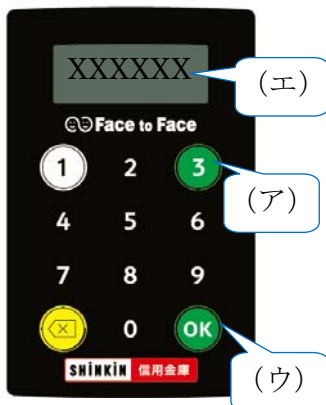 XXXXXX
(エ)
Face to Face
1 2 3
(ア)
4 5 6
7 8 9
0 OK
SHiNKiN 信用金庫
(ウ)